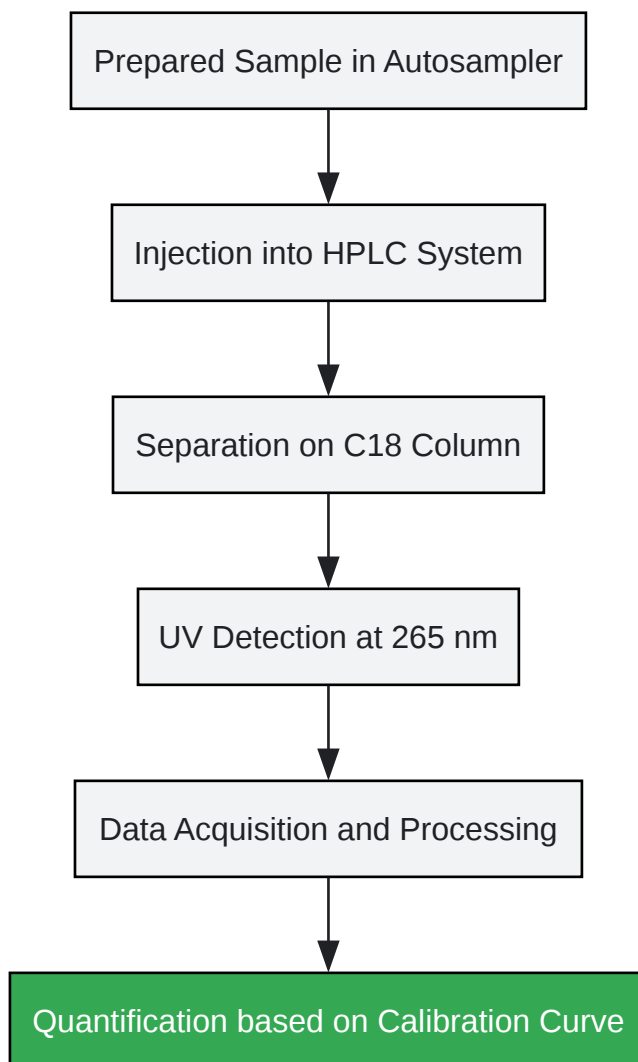 Prepared Sample in Autosampler
Injection into HPLC System
Separation on C18 Column
UV Detection at 265 nm
Data Acquisition and Processing
Quantification based on Calibration Curve